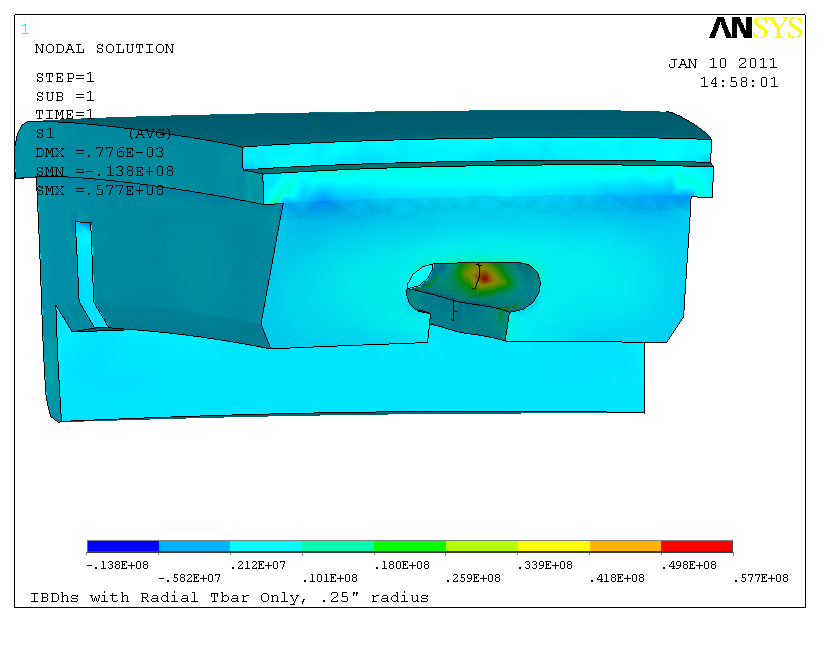 1
ANSYS
NODAL SOLUTION
JAN 10 2011
14:58:01
STEP=1
SUB =1
TIME=1
S1 (AVG)
DMX =.776E-03
SMN =-.138E+08
SMX =.577E+08
-.138E+08 .212E+07 .180E+08 .339E+08 .498E+08
-.582E+07 .101E+08 .259E+08 .418E+08 .577E+08
IBDhs with Radial Tbar Only, .25" radius